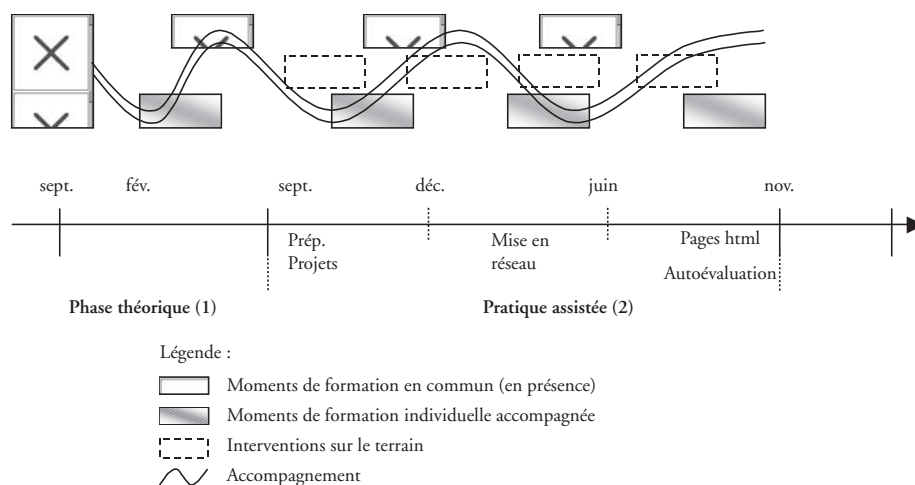 sept. fév. sept. déc. juin nov.
Prép.
Projets
Mise en
réseau
Pages html
Autoévaluation
Phase théorique (1) Pratique assistée (2)
Légende :
Moments de formation en commun (en présence)
Moments de formation individuelle accompagnée
Interventions sur le terrain
Accompagnement